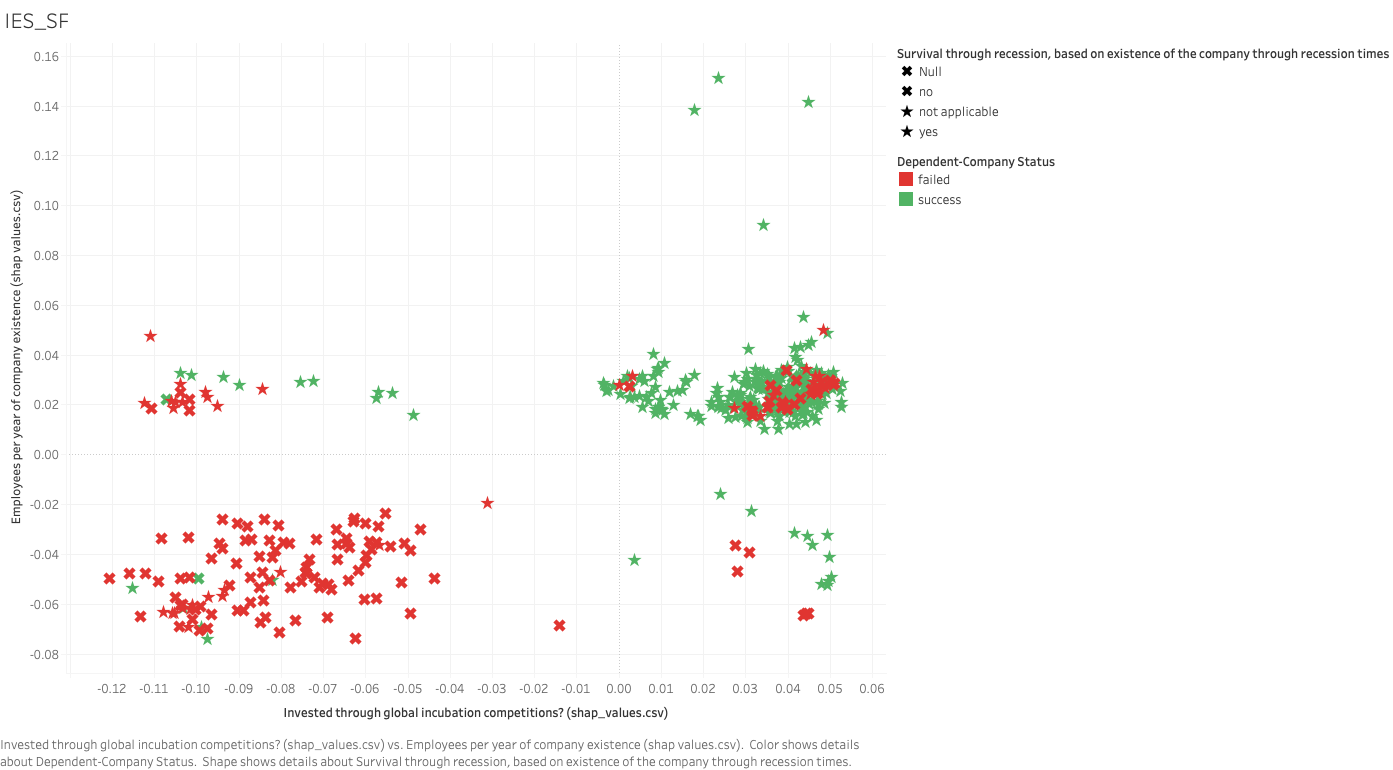 IES_SF
Survival through recession, based on existence of the company through recession times
Null
no
not applicable
yes
Dependent-Company Status
failed
success
Employees per year of company existence (shap values.csv)
0.16
0.14
0.12
0.10
0.08
0.06
0.04
0.02
0.00
-0.02
-0.04
-0.06
-0.08
-0.12 -0.11 -0.10 -0.09 -0.08 -0.07 -0.06 -0.05 -0.04 -0.03 -0.02 -0.01 0.00 0.01 0.02 0.03 0.04 0.05 0.06
Invested through global incubation competitions? (shap_values.csv)
Invested through global incubation competitions? (shap_values.csv) vs. Employees per year of company existence (shap values.csv). Color shows details
about Dependent-Company Status. Shape shows details about Survival through recession, based on existence of the company through recession times.